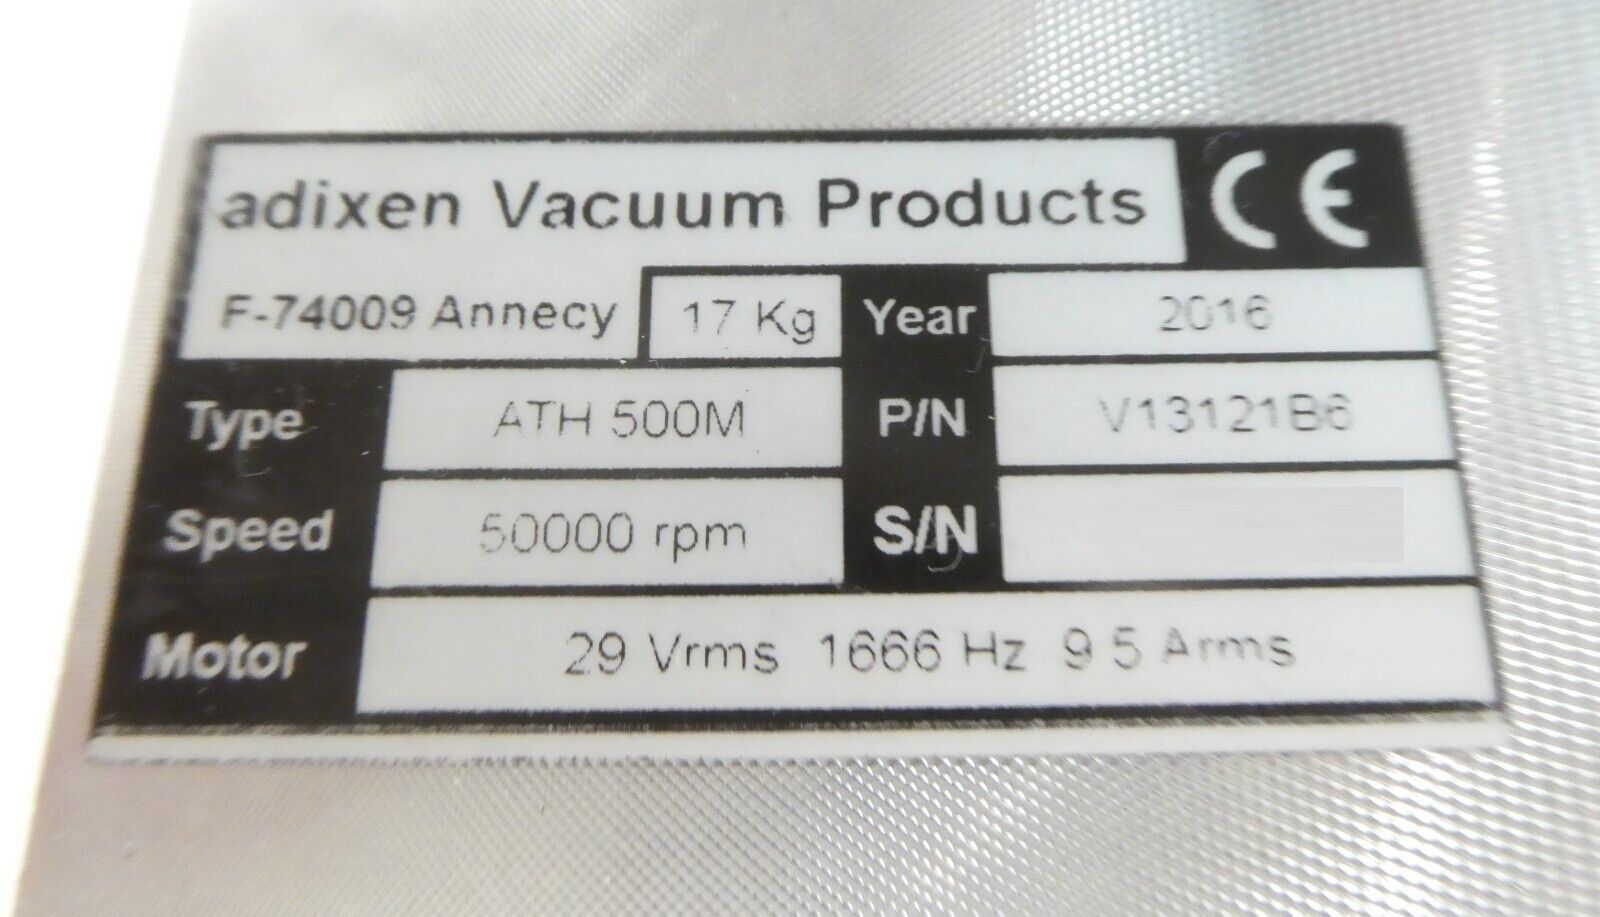 adixen Vacuum Products CE
F-74009 Annecy 17 Kg Year 2016
Type ATH 500M P/N V13121B6
Speed 50000 rpm S/N
Motor 29 Vrms 1666 Hz 9 5 Arms